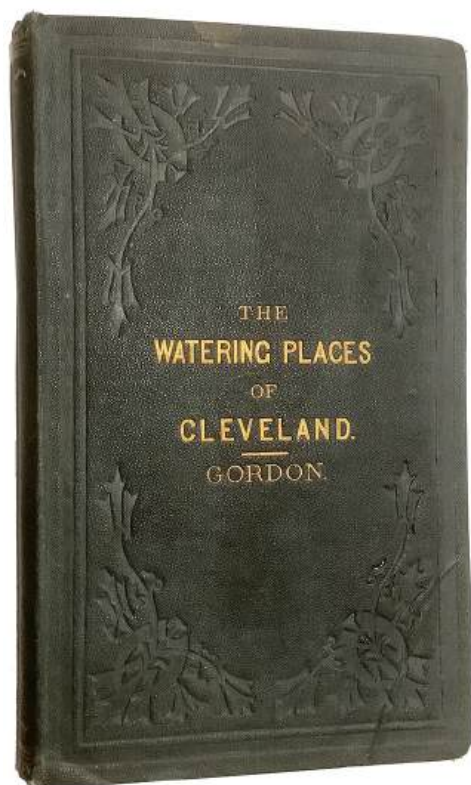 THE
WATERING PLACES
OF
CLEVELAND.
GORDON.